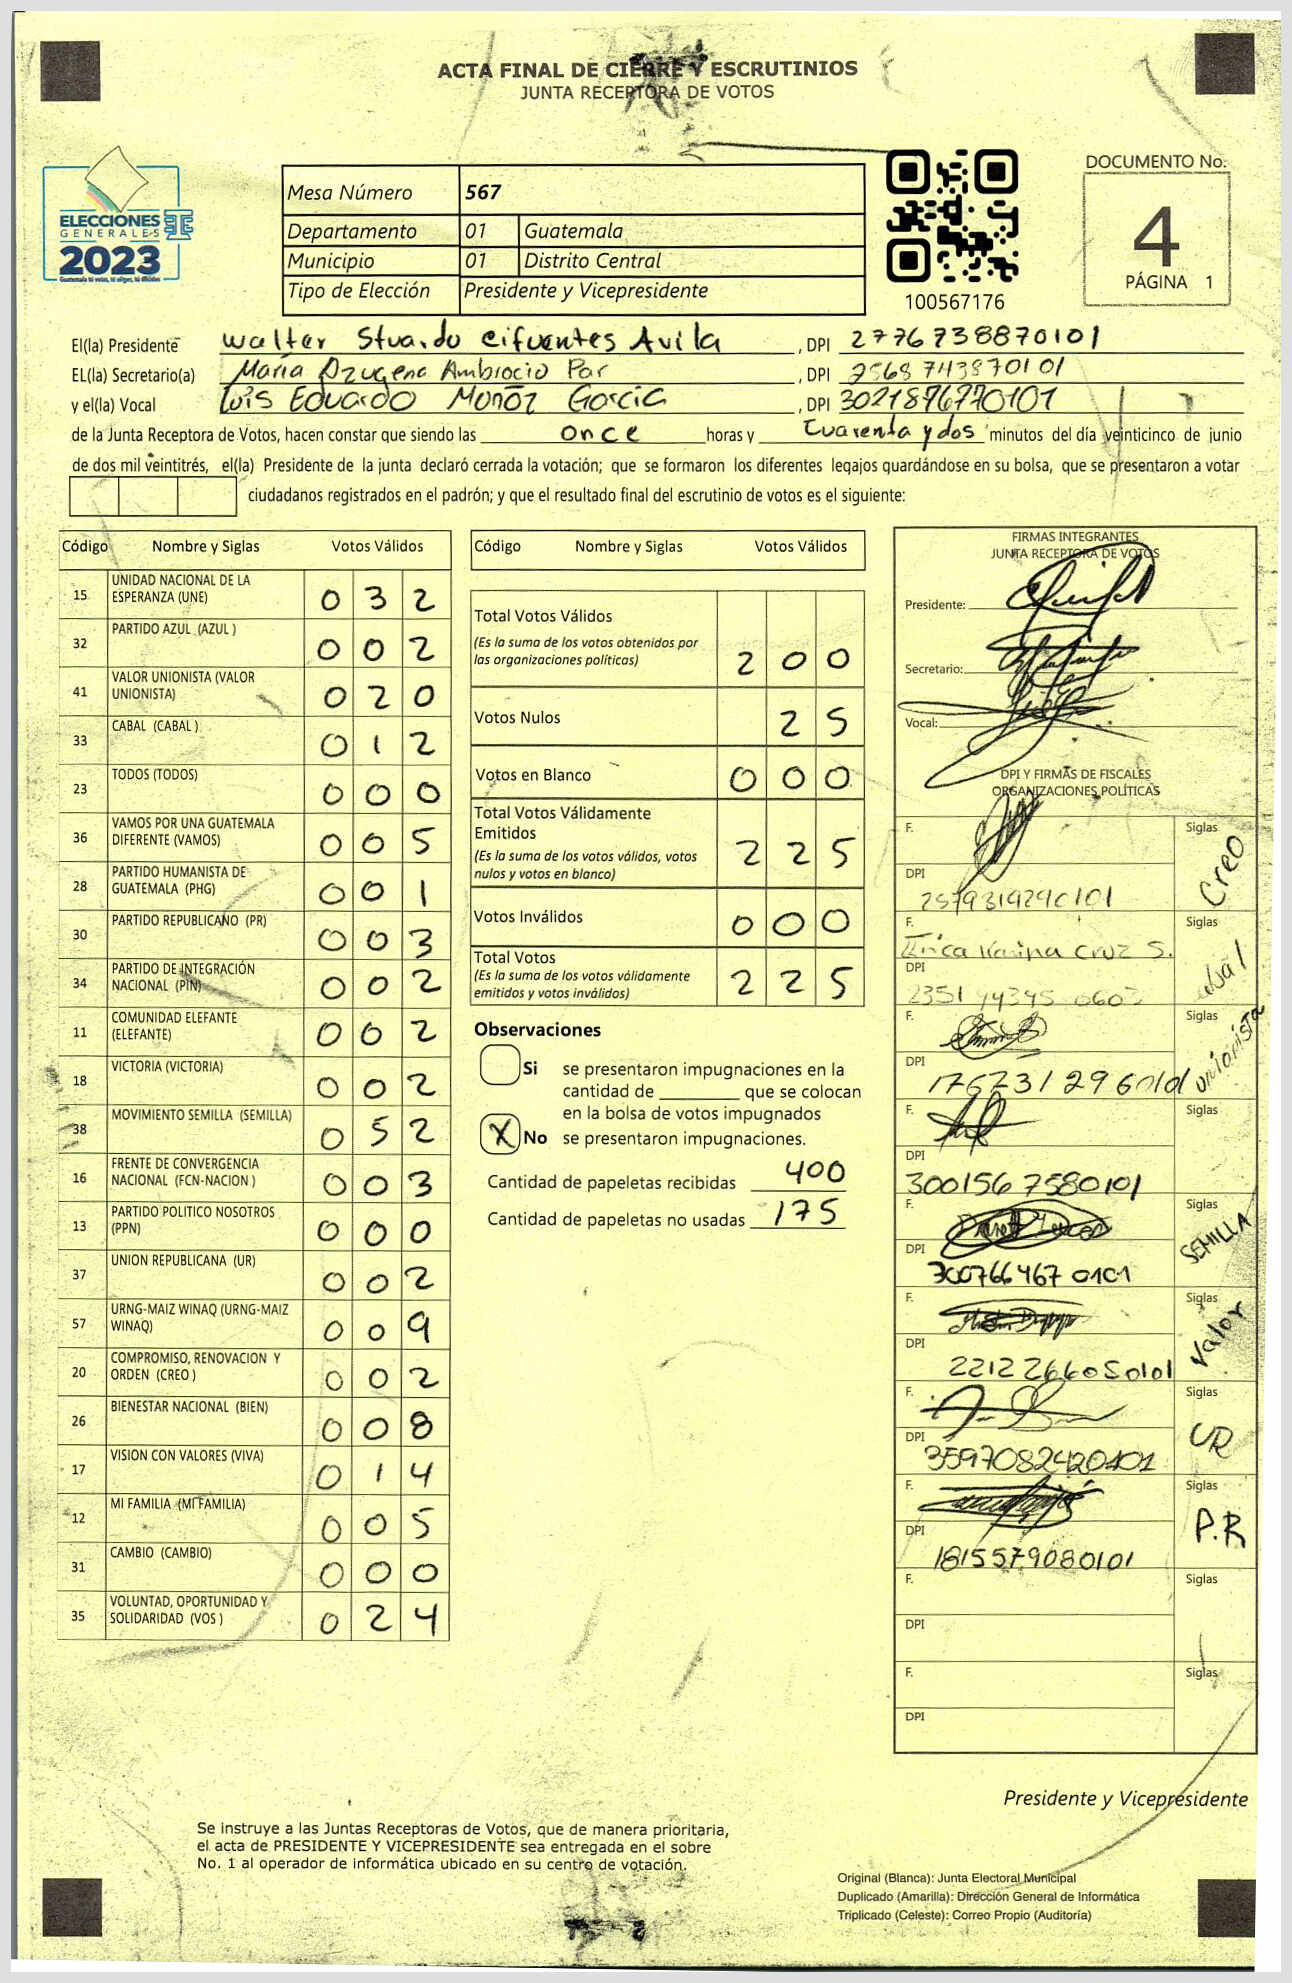 ACTA FINAL DE CIERRE Y ESCRUTINIOS
JUNTA RECEPTORA DE VOTOS
ELECCIONES
GENERALES
2023
Mesa Número 567
Departamento 01 Guatemala
Municipio 01 Distrito Central
Tipo de Elección Presidente y Vicepresidente
100567176
DOCUMENTO No.
4
PÁGINA 1
El(la) Presidente Walter Stuardo Cifuentes Avila, DPI 2776738870101
EL(la) Secretario(a) María Azugena Ambrocio Par, DPI 2568743870101
y el(la) Vocal Luis Eduardo Muñoz García, DPI 3021876770101
de la Junta Receptora de Votos, hacen constar que siendo las once horas y Cuarenta y dos minutos del día veinticinco de junio
de dos mil veintitrés, el(la) Presidente de la junta declaró cerrada la votación; que se formaron los diferentes legajos guardándose en su bolsa, que se presentaron a votar
ciudadanos registrados en el padrón; y que el resultado final del escrutinio de votos es el siguiente:
Código Nombre y Siglas Votos Válidos
15 UNIDAD NACIONAL DE LA ESPERANZA (UNE) 0 3 2
32 PARTIDO AZUL (AZUL ) 0 0 2
41 VALOR UNIONISTA (VALOR UNIONISTA) 0 2 0
33 CABAL (CABAL ) 0 1 2
23 TODOS (TODOS) 0 0 0
36 VAMOS POR UNA GUATEMALA DIFERENTE (VAMOS) 0 0 5
28 PARTIDO HUMANISTA DE GUATEMALA (PHG) 0 0 1
30 PARTIDO REPUBLICANO (PR) 0 0 3
34 PARTIDO DE INTEGRACIÓN NACIONAL (PIN) 0 0 2
11 COMUNIDAD ELEFANTE (ELEFANTE) 0 0 2
18 VICTORIA (VICTORIA) 0 0 2
38 MOVIMIENTO SEMILLA (SEMILLA) 0 5 2
16 FRENTE DE CONVERGENCIA NACIONAL (FCN-NACION ) 0 0 3
13 PARTIDO POLITICO NOSOTROS (PPN) 0 0 0
37 UNION REPUBLICANA (UR) 0 0 2
57 URNG-MAIZ WINAQ (URNG-MAIZ WINAQ) 0 0 9
20 COMPROMISO, RENOVACION Y ORDEN (CREO ) 0 0 2
26 BIENESTAR NACIONAL (BIEN) 0 0 8
17 VISION CON VALORES (VIVA) 0 1 4
12 MI FAMILIA (MI FAMILIA) 0 0 5
31 CAMBIO (CAMBIO) 0 0 0
35 VOLUNTAD, OPORTUNIDAD Y SOLIDARIDAD (VOS ) 0 2 4
Código Nombre y Siglas Votos Válidos
Total Votos Válidos 2 0 0
(Es la suma de los votos obtenidos por
las organizaciones políticas)
Votos Nulos 2 5
Votos en Blanco 0 0 0
Total Votos Válidamente
Emitidos 2 2 5
(Es la suma de los votos válidos, votos
nulos y votos en blanco)
Votos Inválidos 0 0 0
Total Votos 2 2 5
(Es la suma de los votos válidamente
emitidos y votos inválidos)
Observaciones
Si se presentaron impugnaciones en la
cantidad de ________ que se colocan
en la bolsa de votos impugnados
X No se presentaron impugnaciones.
Cantidad de papeletas recibidas 400
Cantidad de papeletas no usadas 175
FIRMAS INTEGRANTES
JUNTA RECEPTORA DE VOTOS
Presidente:
Secretario:
Vocal:
DPI Y FIRMAS DE FISCALES
ORGANIZACIONES POLÍTICAS
F. Siglas Creo
DPI 2579319290101
F. Karina Cruz S. Siglas
DPI
F. Siglas Unionista
DPI
F. Siglas
DPI 3001567580101
F. Siglas SEMILLA
DPI 300766467 0101
F. Siglas Valor
DPI 2212266050101
F. Siglas UR
DPI 3597082420101
F. Siglas P.R
DPI 1815579080101
F. Siglas
DPI
F. Siglas
DPI
Presidente y Vicepresidente
Se instruye a las Juntas Receptoras de Votos, que de manera prioritaria,
el acta de PRESIDENTE Y VICEPRESIDENTE sea entregada en el sobre
No. 1 al operador de informática ubicado en su centro de votación.
Original (Blanca): Junta Electoral Municipal
Duplicado (Amarilla): Dirección General de Informática
Triplicado (Celeste): Correo Propio (Auditoría)